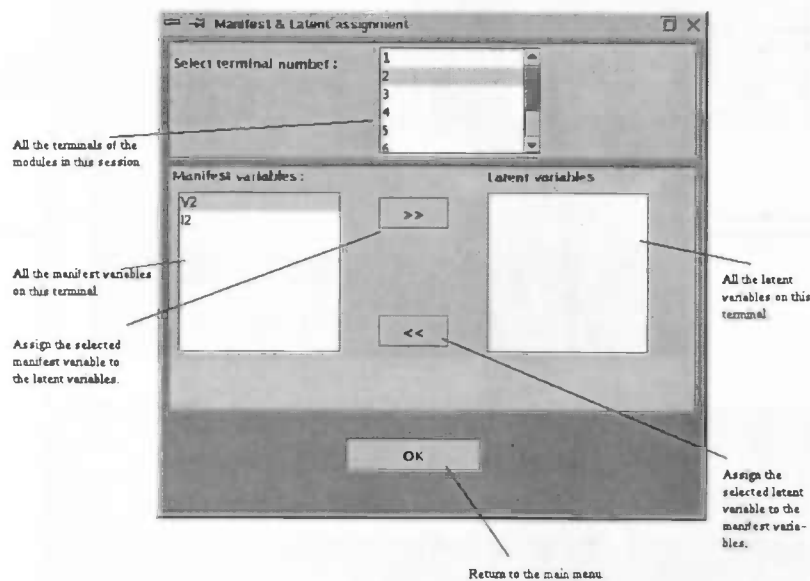 Manifest & Latent assignment
Select terminal number :
1
2
3
4
5
6
All the terminals of the
modules in this session
Manifest variables :
Latent variables
V2
I2
>>
<<
All the manifest variables
on this terminal
All the latent
variables on this
terminal
Assign the selected
manifest variable to
the latent variables.
OK
Assign the
selected latent
variable to the
manifest varia-
bles.
Return to the main menu